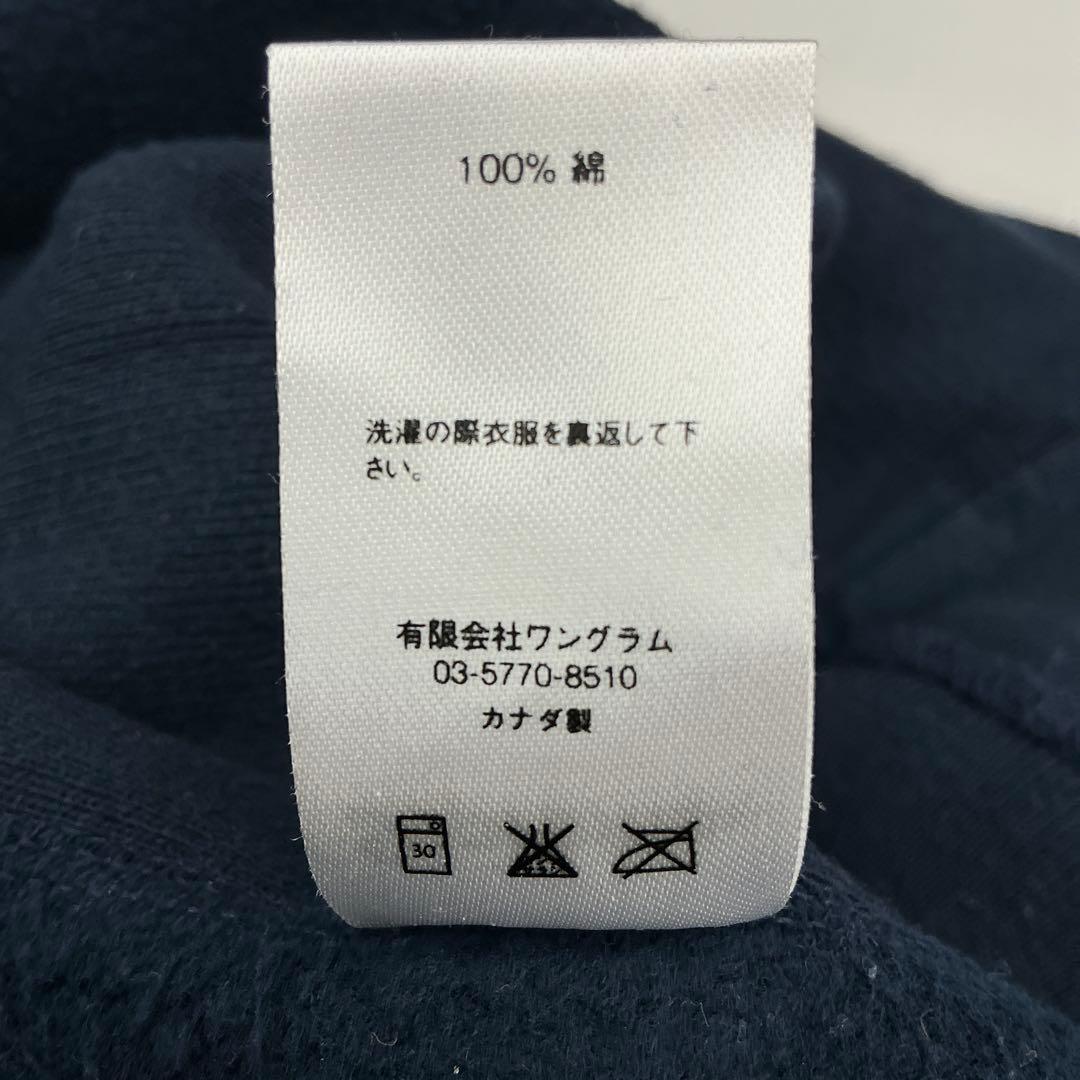 100% 綿
洗濯の際衣服を裏返して下
さい。
有限会社ワングラム
03-5770-8510
カナダ製
30